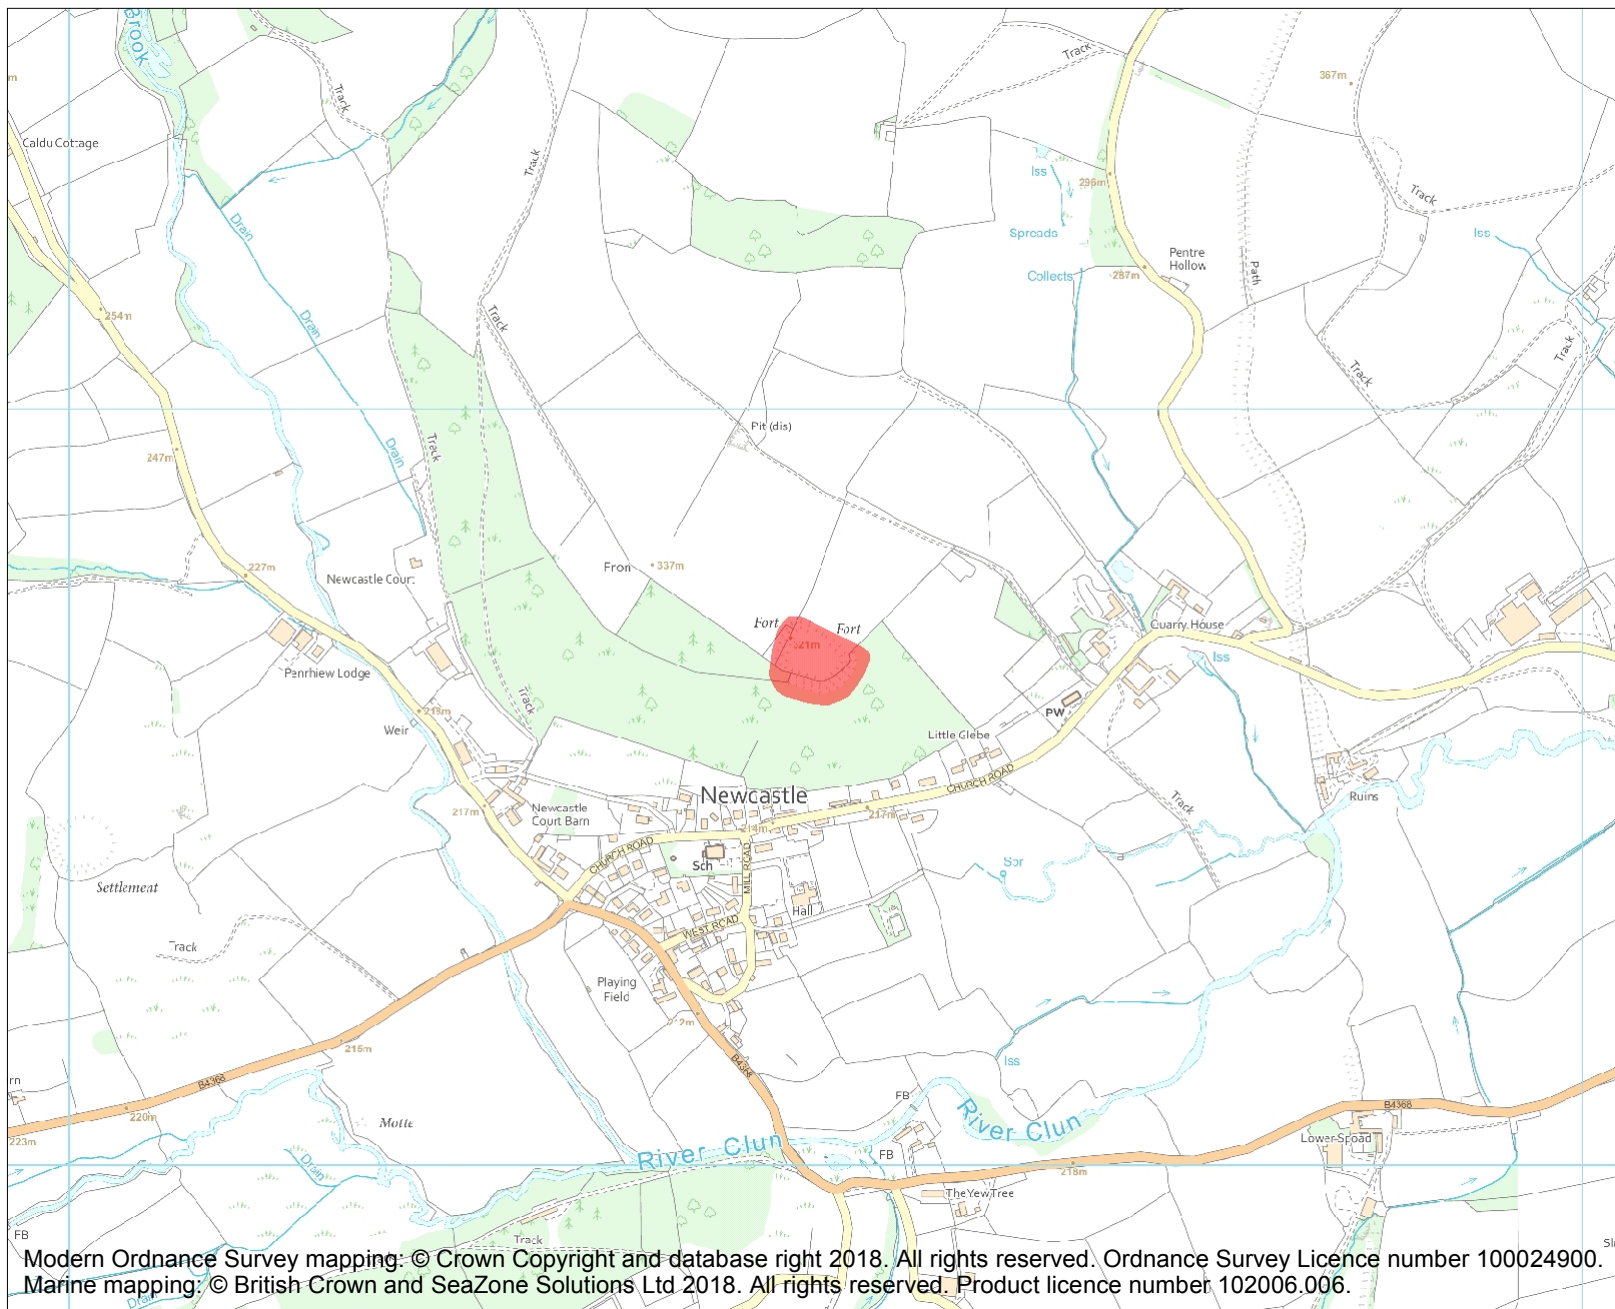 Brook
Track
Track
367m
Caldu Cottage
Track
Iss
296m
Track
Drain
Spreads
Iss
Pentre
Hollow
Collects
287m
Path
254m
Drain
Track
Track
Track
Pit (dis)
Track
Drain
247m
227m
Fron
337m
Newcastle Cour
Fort
Fort
Quarry House
Iss
Penrhiew Lodge
Track
PW
Weir
Little Glebe
CHURCH ROAD
Newcastle
Track
Ruins
217m
Newcastle
Court Barn
214m
217m
CHURCH ROAD
Sch
MILL ROAD
Spr
Settlement
Hall
WEST ROAD
Track
Playing
Field
212m
215m
Iss
B4368
B4368
rn
220m
Motte
FB
River Clun
B4368
223m
River Clun
FB
Lower Spoad
Drain
218m
The Yew Tree
FB
Track
Modern Ordnance Survey mapping: © Crown Copyright and database right 2018. All rights reserved. Ordnance Survey Licence number 100024900.
Marine mapping: © British Crown and SeaZone Solutions Ltd 2018. All rights reserved. Product licence number 102006.006.
Drain